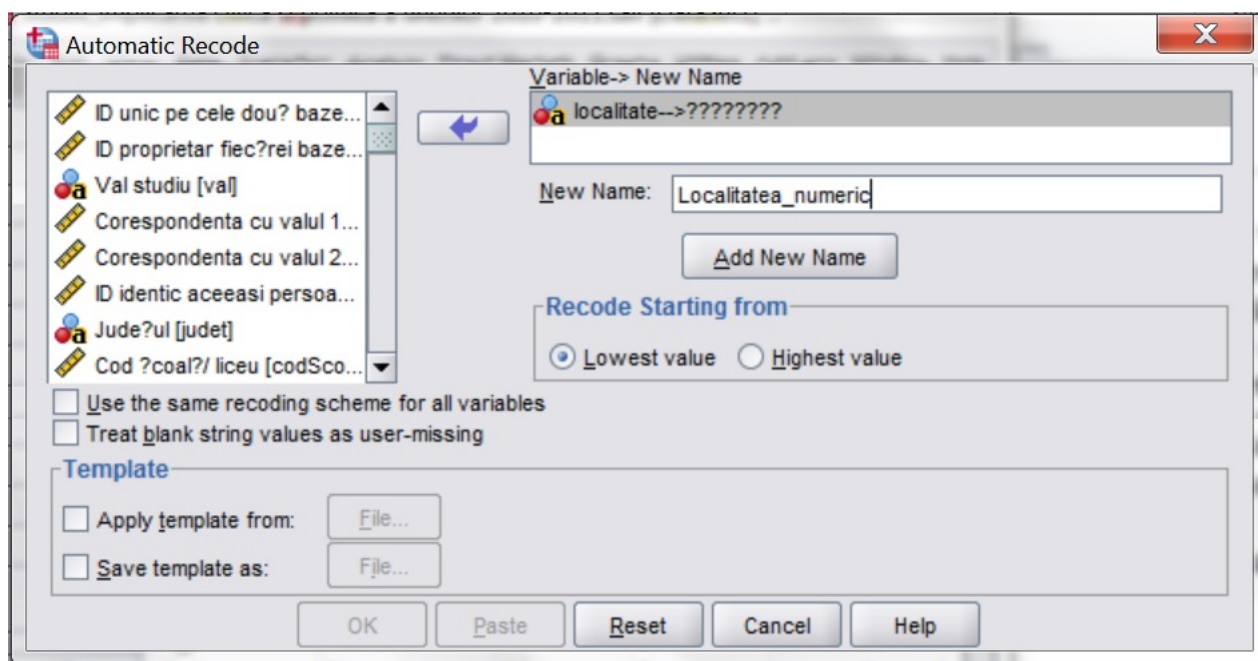 Automatic Recode
X
ID unic pe cele dou? baze...
ID proprietar fiec?rei baze...
Val studiu [val]
Corespondenta cu valul 1...
Corespondenta cu valul 2...
ID identic aceeasi persoa...
Jude?ul [judet]
Cod ?coal?/ liceu [codSco...
Variable-> New Name
localitate-->????????
New Name: Localitatea_numeric
Add New Name
Recode Starting from
Lowest value Highest value
Use the same recoding scheme for all variables
Treat blank string values as user-missing
Template
Apply template from: File...
Save template as: File...
OK Paste Reset Cancel Help